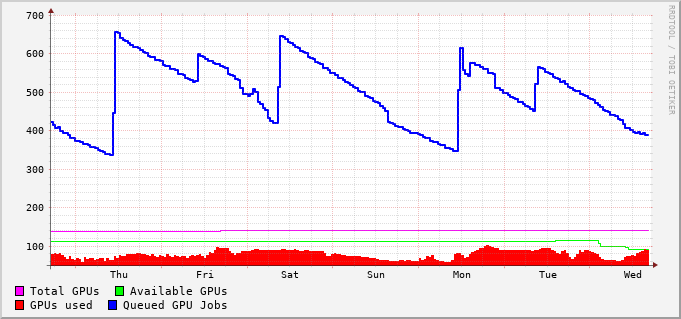 700
600
500
400
300
200
100
Thu Fri Sat Sun Mon Tue Wed
Total GPUs Available GPUs
GPUs used Queued GPU Jobs
RRDTOOL / TOBI OETIKER